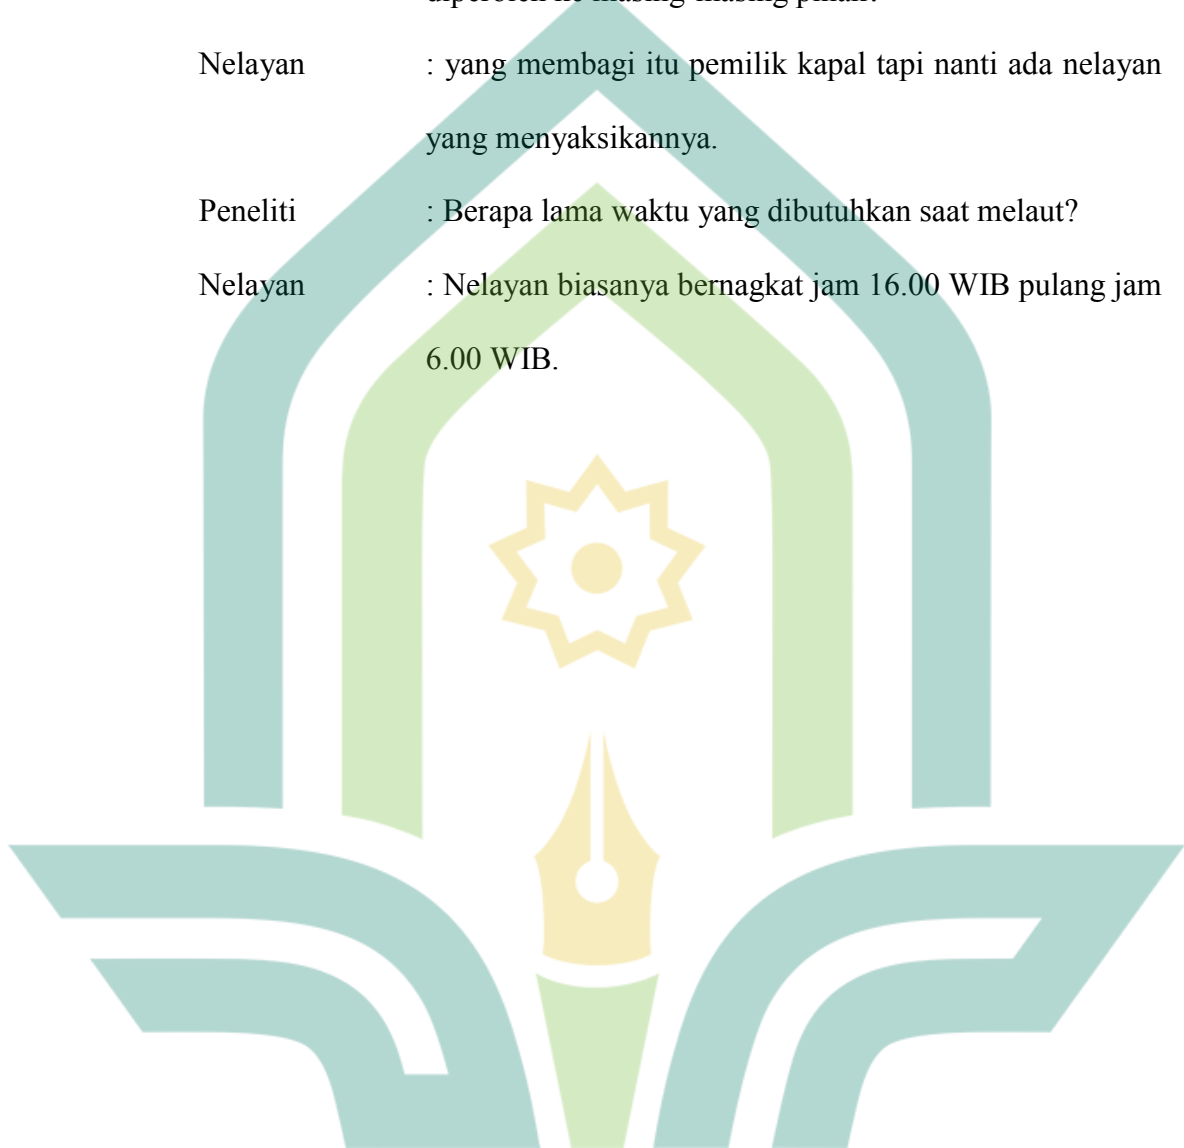 Nelayan : yang membagi itu pemilik kapal tapi nanti ada nelayan
yang menyaksikannya.
Peneliti : Berapa lama waktu yang dibutuhkan saat melaut?
Nelayan : Nelayan biasanya bernagkat jam 16.00 WIB pulang jam
6.00 WIB.